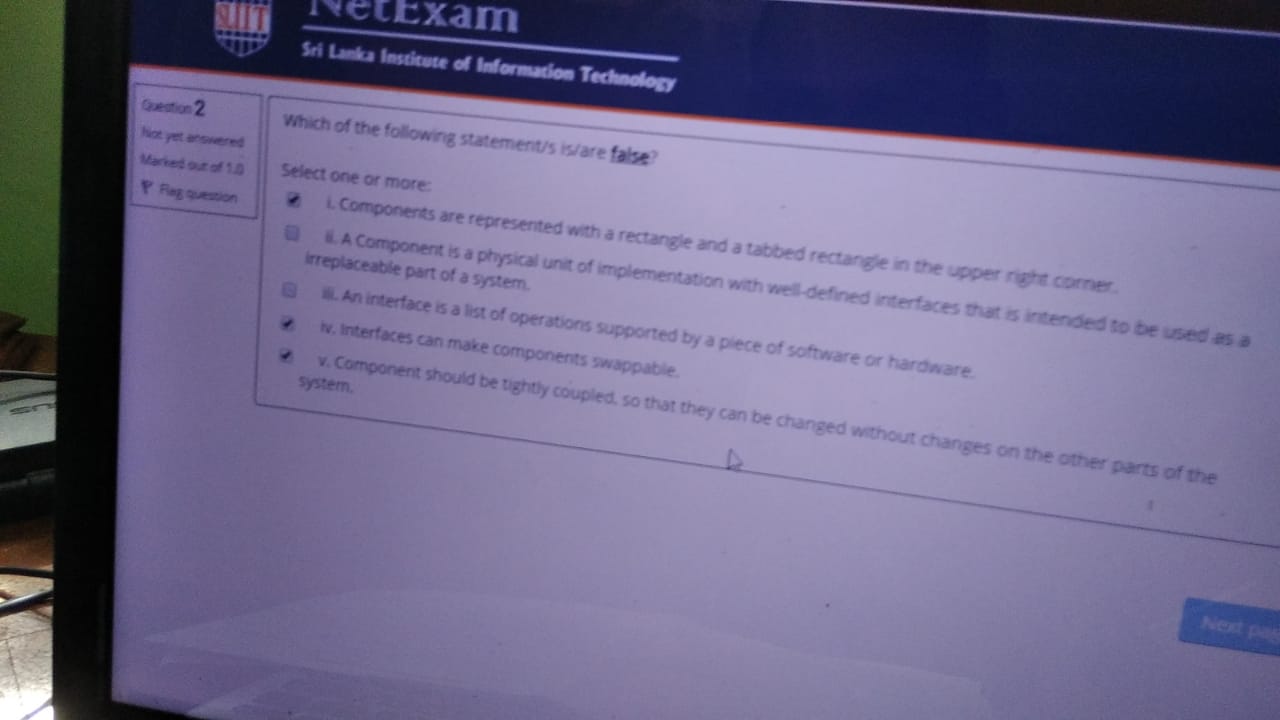 SLIIT
NetExam
Sri Lanka Institute of Information Technology
Question 2
Not yet answered
Marked out of 1.0
Flag question
Which of the following statement/s is/are false?
Select one or more:
i. Components are represented with a rectangle and a tabbed rectangle in the upper right corner.
ii. A Component is a physical unit of implementation with well-defined interfaces that is intended to be used as a
irreplaceable part of a system.
iii. An interface is a list of operations supported by a piece of software or hardware.
iv. Interfaces can make components swappable.
v. Component should be tightly coupled, so that they can be changed without changes on the other parts of the
system.
Next